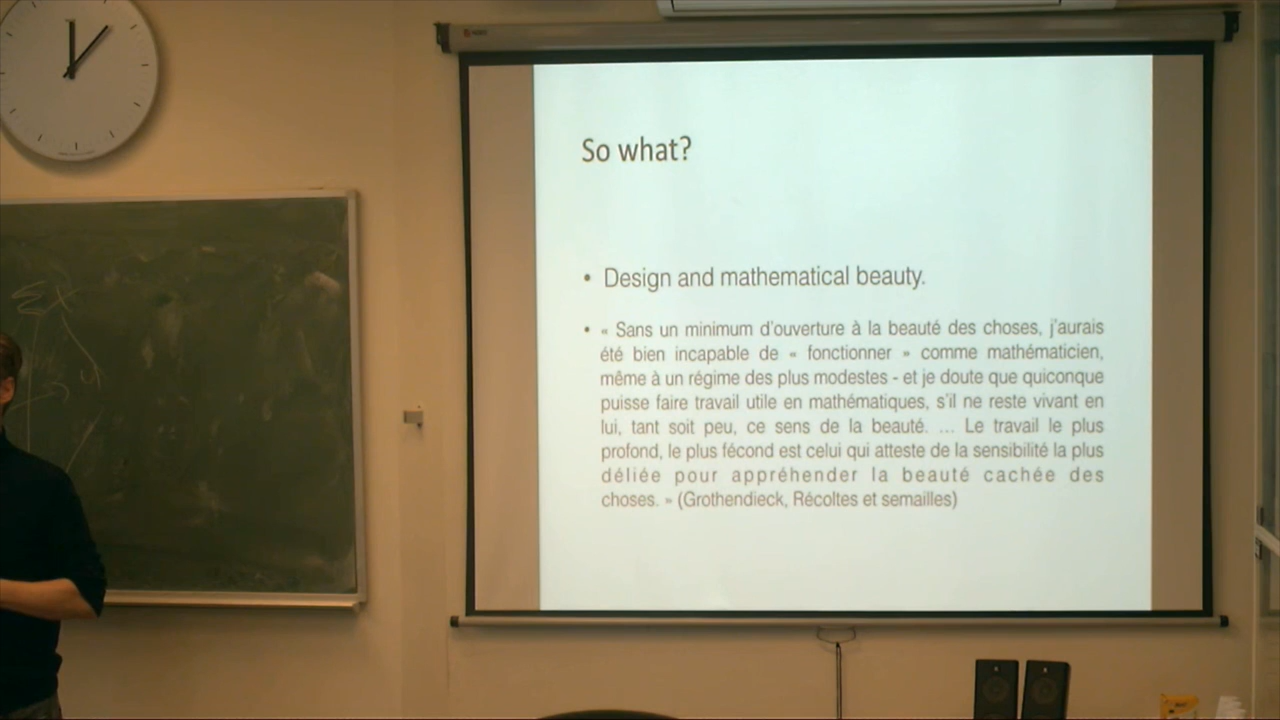 So what?
• Design and mathematical beauty.
• « Sans un minimum d'ouverture à la beauté des choses, j'aurais
été bien incapable de « fonctionner » comme mathématicien,
même à un régime des plus modestes - et je doute que quiconque
puisse faire travail utile en mathématiques, s'il ne reste vivant en
lui, tant soit peu, ce sens de la beauté. ... Le travail le plus
profond, le plus fécond est celui qui atteste de la sensibilité la plus
déliée pour appréhender la beauté cachée des
choses. » (Grothendieck, Récoltes et semailles)